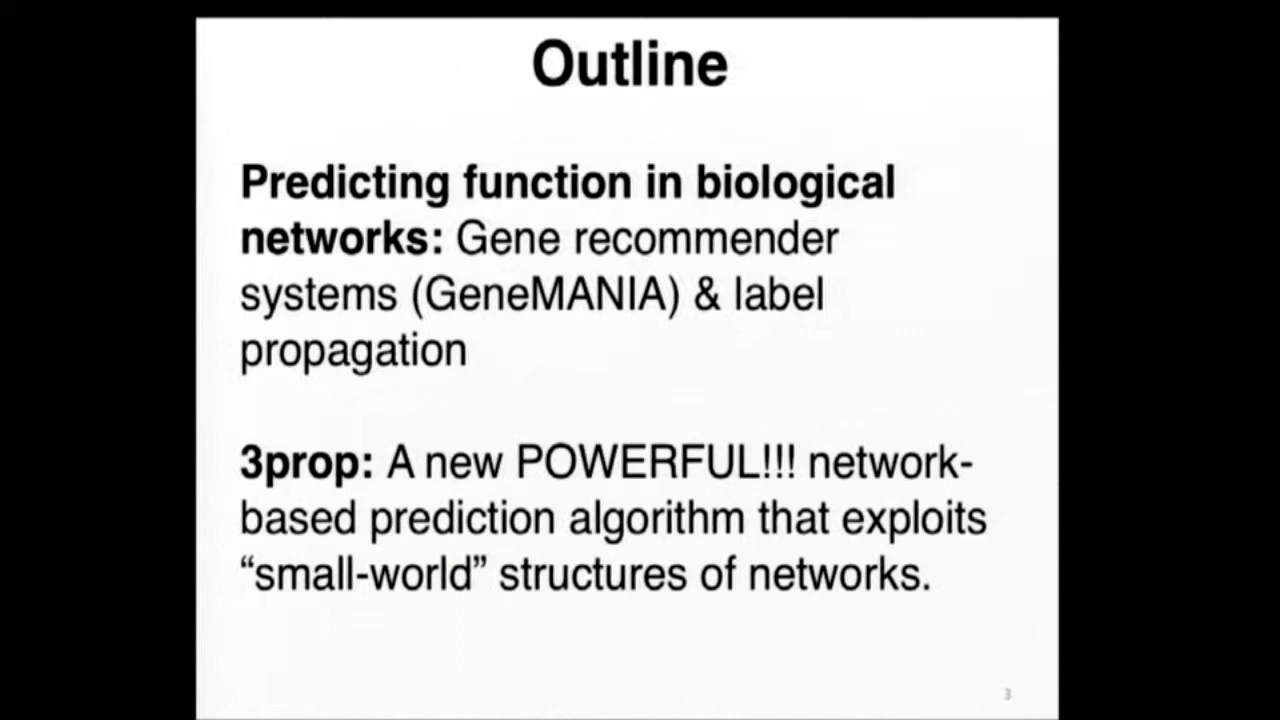 Outline
Predicting function in biological
networks: Gene recommender
systems (GeneMANIA) & label
propagation
3prop: A new POWERFUL!!! network-
based prediction algorithm that exploits
“small-world” structures of networks.
3